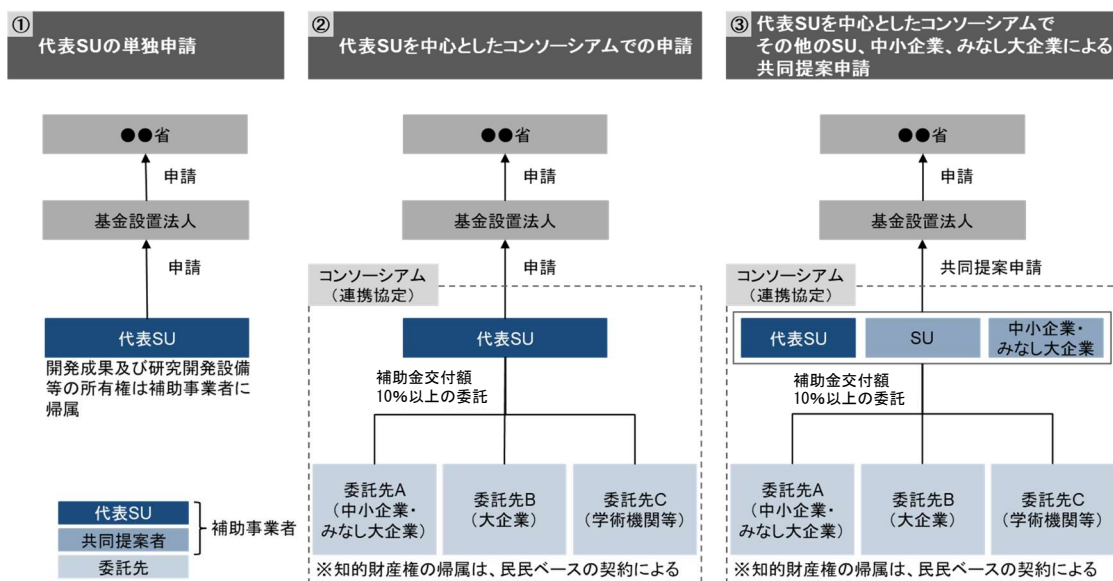 ①
代表SUの単独申請
●●省
申請
基金設置法人
申請
代表SU
開発成果及び研究開発設備
等の所有権は補助事業者に
帰属
代表SU
共同提案者
委託先
補助事業者
②
代表SUを中心としたコンソーシアムでの申請
●●省
申請
基金設置法人
申請
コンソーシアム
（連携協定）
代表SU
補助金交付額
10%以上の委託
委託先A
（中小企業・
みなし大企業）
委託先B
（大企業）
委託先C
（学術機関等）
※知的財産権の帰属は、民民ベースの契約による
③
代表SUを中心としたコンソーシアムで
その他のSU、中小企業、みなし大企業による
共同提案申請
●●省
申請
基金設置法人
共同提案申請
コンソーシアム
（連携協定）
代表SU
SU
中小企業・
みなし大企業
補助金交付額
10%以上の委託
委託先A
（中小企業・
みなし大企業）
委託先B
（大企業）
委託先C
（学術機関等）
※知的財産権の帰属は、民民ベースの契約による